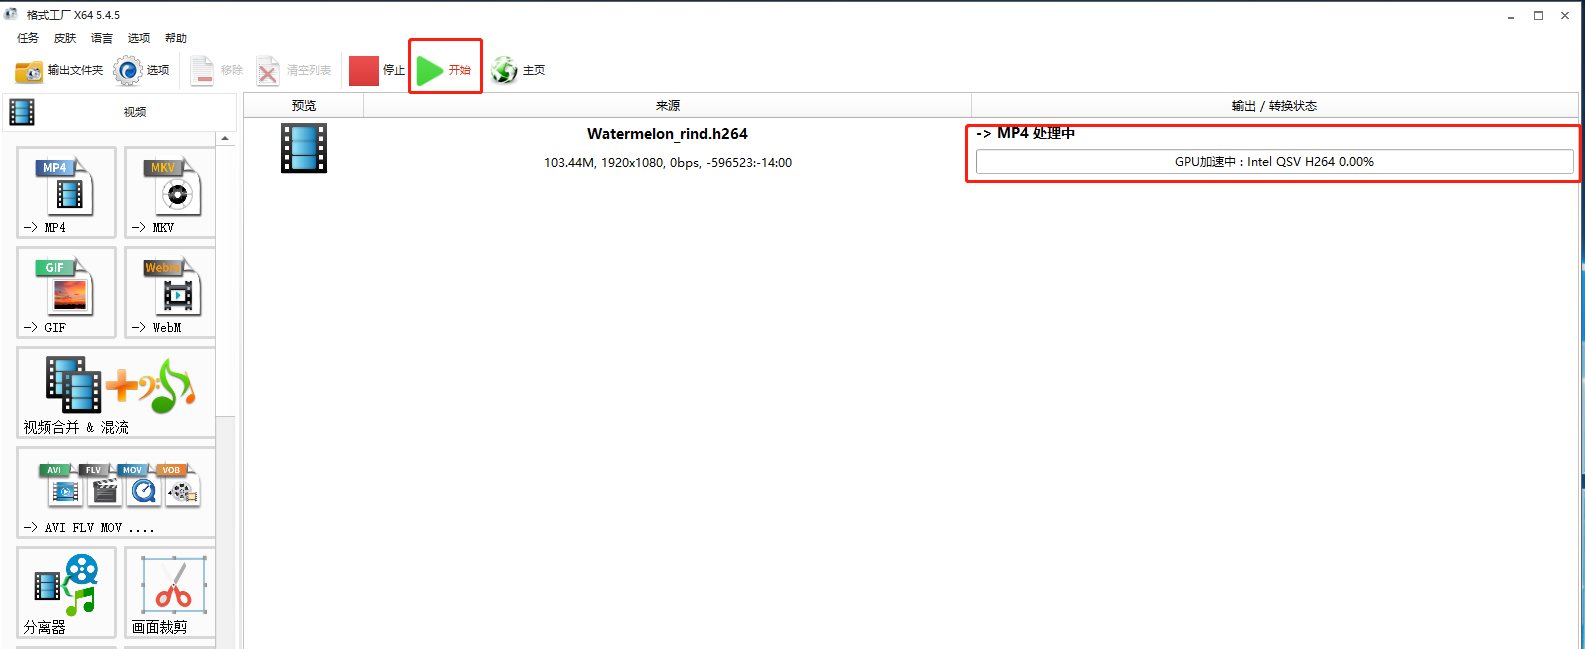 格式工厂 X64 5.4.5
任务 皮肤 语言 选项 帮助
输出文件夹 选项 移除 清空列表 停止 开始 主页
视频 预览 来源 输出 / 转换状态
Watermelon_rind.h264
103.44M, 1920x1080, 0bps, -596523:-14:00
-> MP4 处理中
GPU加速中 : Intel QSV H264 0.00%
MP4 MKV
-> MP4 -> MKV
GIF WebM
-> GIF -> WebM
视频合并 & 混流
AVI FLV MOV VOB
-> AVI FLV MOV ....
分离器 画面裁剪